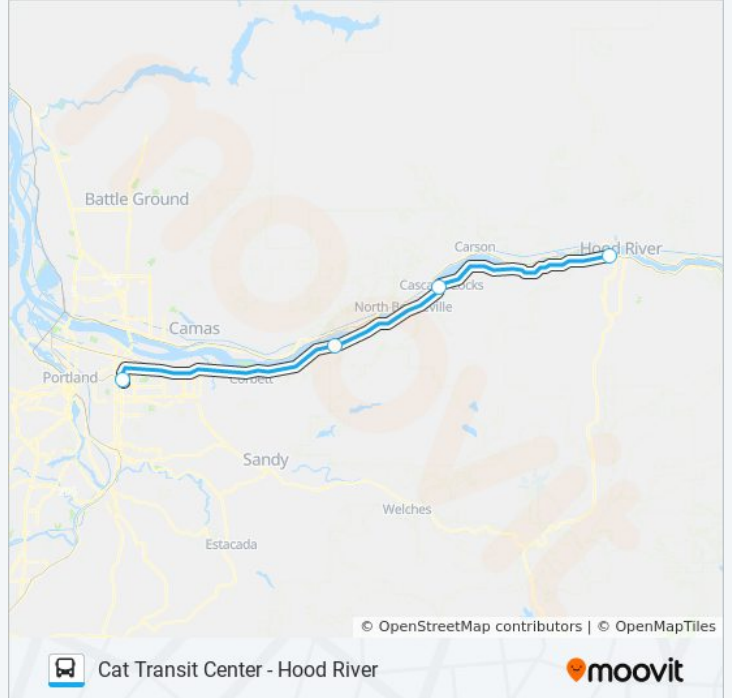 Battle Ground
Carson
Hood River
Cascade Locks
North Bonneville
Camas
Portland
Corbett
Sandy
Welches
Estacada
moovit
© OpenStreetMap contributors | © OpenMapTiles
Cat Transit Center - Hood River
moovit